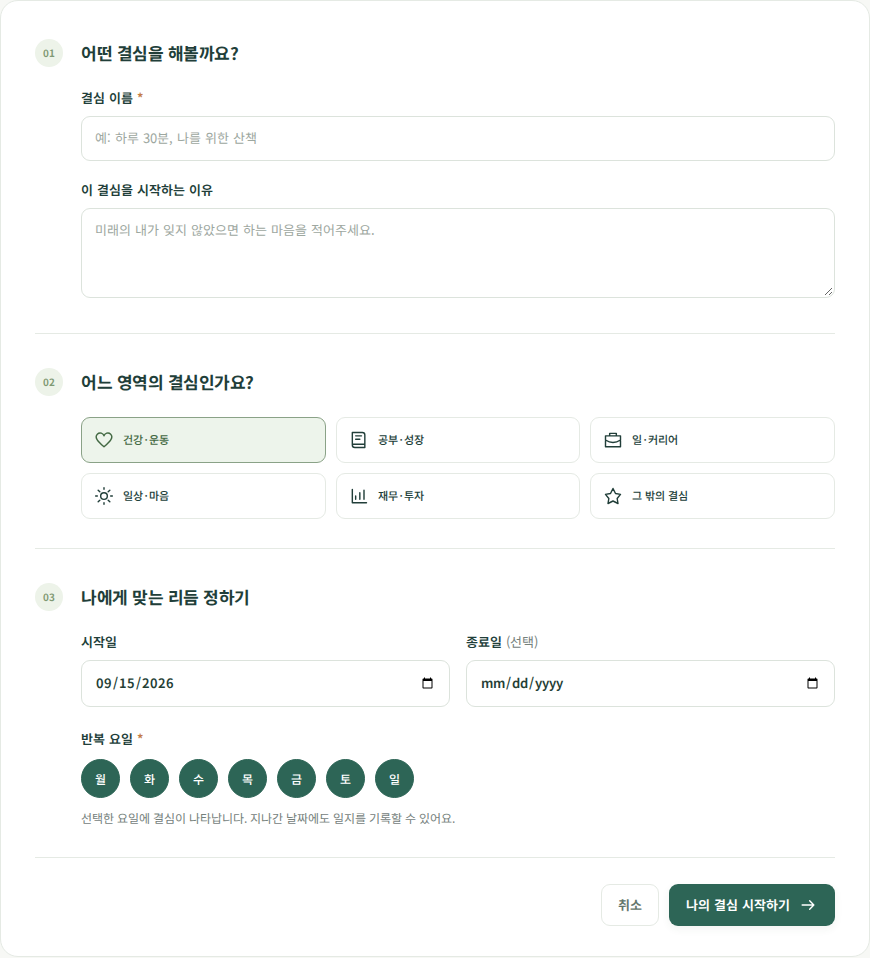 01 어떤 결심을 해볼까요?
결심 이름 *
예: 하루 30분, 나를 위한 산책
이 결심을 시작하는 이유
미래의 내가 잊지 않았으면 하는 마음을 적어주세요.
02 어느 영역의 결심인가요?
건강·운동 공부·성장 일·커리어
일상·마음 재무·투자 그 밖의 결심
03 나에게 맞는 리듬 정하기
시작일 종료일 (선택)
09/15/2026 mm/dd/yyyy
반복 요일 *
월 화 수 목 금 토 일
선택한 요일에 결심이 나타납니다. 지나간 날짜에도 일지를 기록할 수 있어요.
취소 나의 결심 시작하기 →